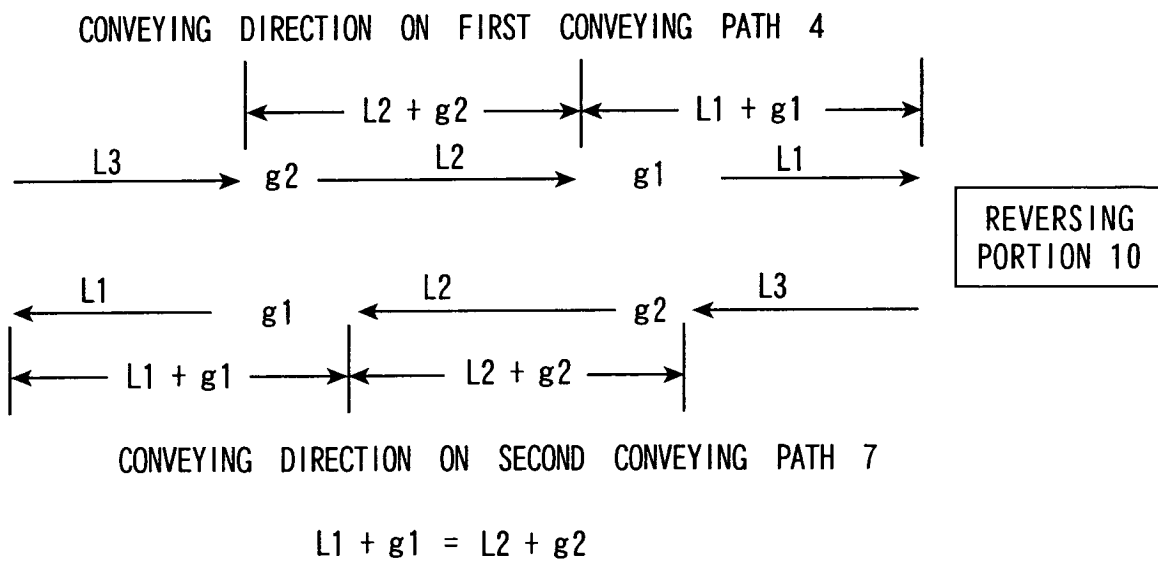 CONVEYING DIRECTION ON FIRST CONVEYING PATH 4
L2 + g2 L1 + g1
L3 g2 L2 g1 L1
REVERSING
PORTION 10
L1 g1 L2 g2 L3
L1 + g1 L2 + g2
CONVEYING DIRECTION ON SECOND CONVEYING PATH 7
L1 + g1 = L2 + g2